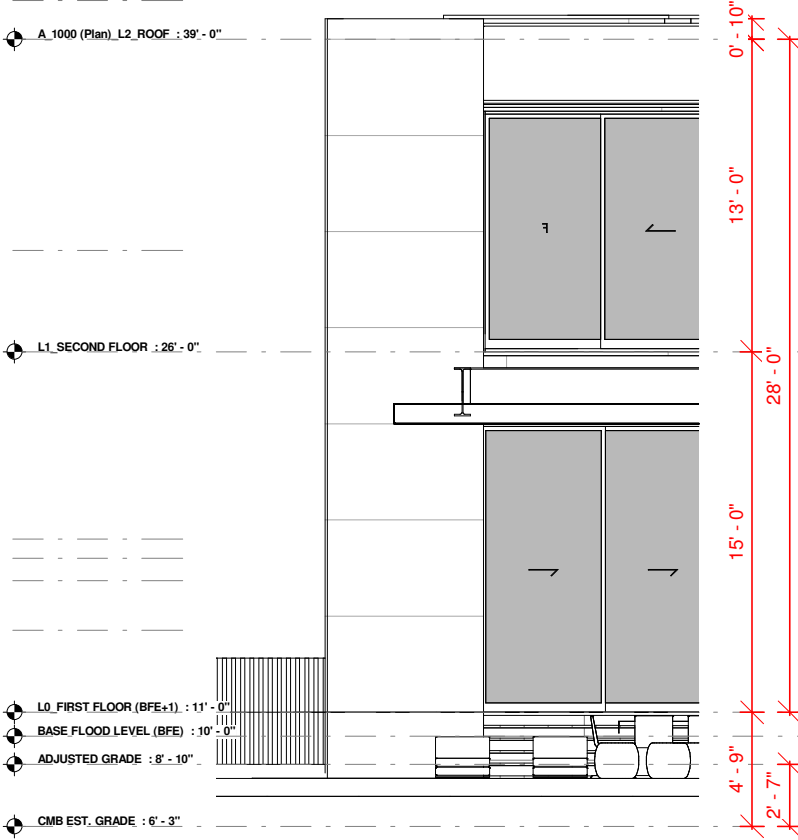 A_1000 (Plan)_L2_ROOF : 39' - 0"
0' - 10"
13' - 0"
F
L1_SECOND FLOOR : 26' - 0"
28' - 0"
15' - 0"
L0_FIRST FLOOR (BFE+1) : 11' - 0"
BASE FLOOD LEVEL (BFE) : 10' - 0"
ADJUSTED GRADE : 8' - 10"
4' - 9"
2' - 7"
CMB EST. GRADE : 6' - 3"